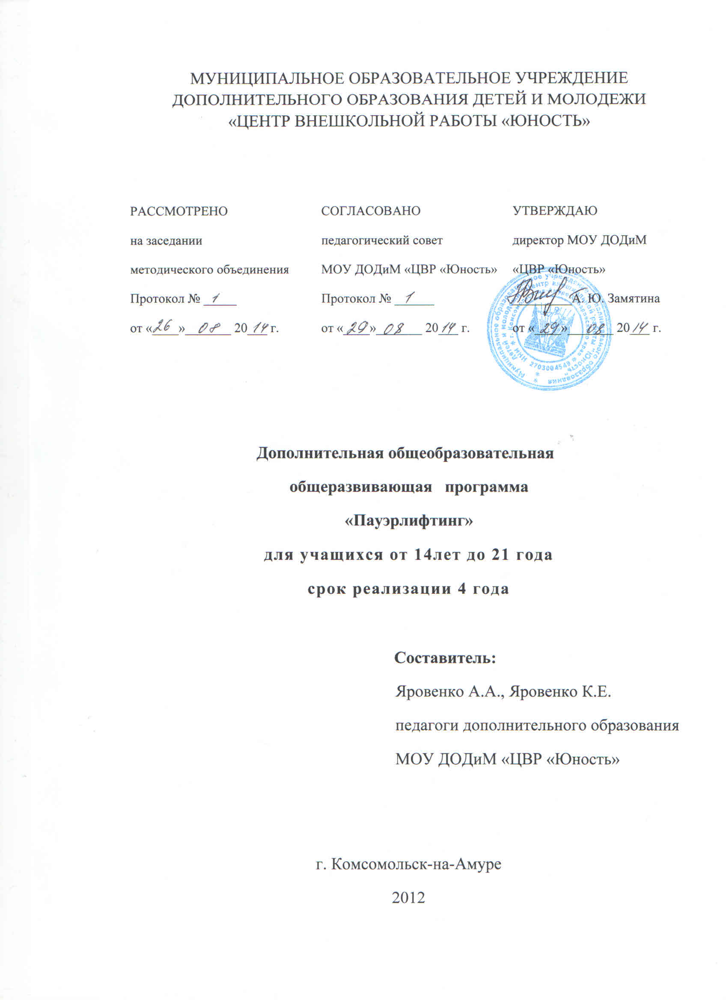 МУНИЦИПАЛЬНОЕ ОБРАЗОВАТЕЛЬНОЕ УЧРЕЖДЕНИЕ
ДОПОЛНИТЕЛЬНОГО ОБРАЗОВАНИЯ ДЕТЕЙ И МОЛОДЕЖИ
«ЦЕНТР ВНЕШКОЛЬНОЙ РАБОТЫ «ЮНОСТЬ»
РАССМОТРЕНО
на заседании
методического объединения
Протокол № 1
от «26» 08 2014 г.
СОГЛАСОВАНО
педагогический совет
МОУ ДОДиМ «ЦВР «Юность»
Протокол № 1
от «29» 08 2014 г.
УТВЕРЖДАЮ
директор МОУ ДОДиМ
«ЦВР «Юность»
А. Ю. Замятина
от «29» 08 2014 г.
ИНН 2703004549
Дополнительная общеобразовательная
общеразвивающая программа
«Пауэрлифтинг»
для учащихся от 14лет до 21 года
срок реализации 4 года
Составитель:
Яровенко А.А., Яровенко К.Е.
педагоги дополнительного образования
МОУ ДОДиМ «ЦВР «Юность»
г. Комсомольск-на-Амуре
2012